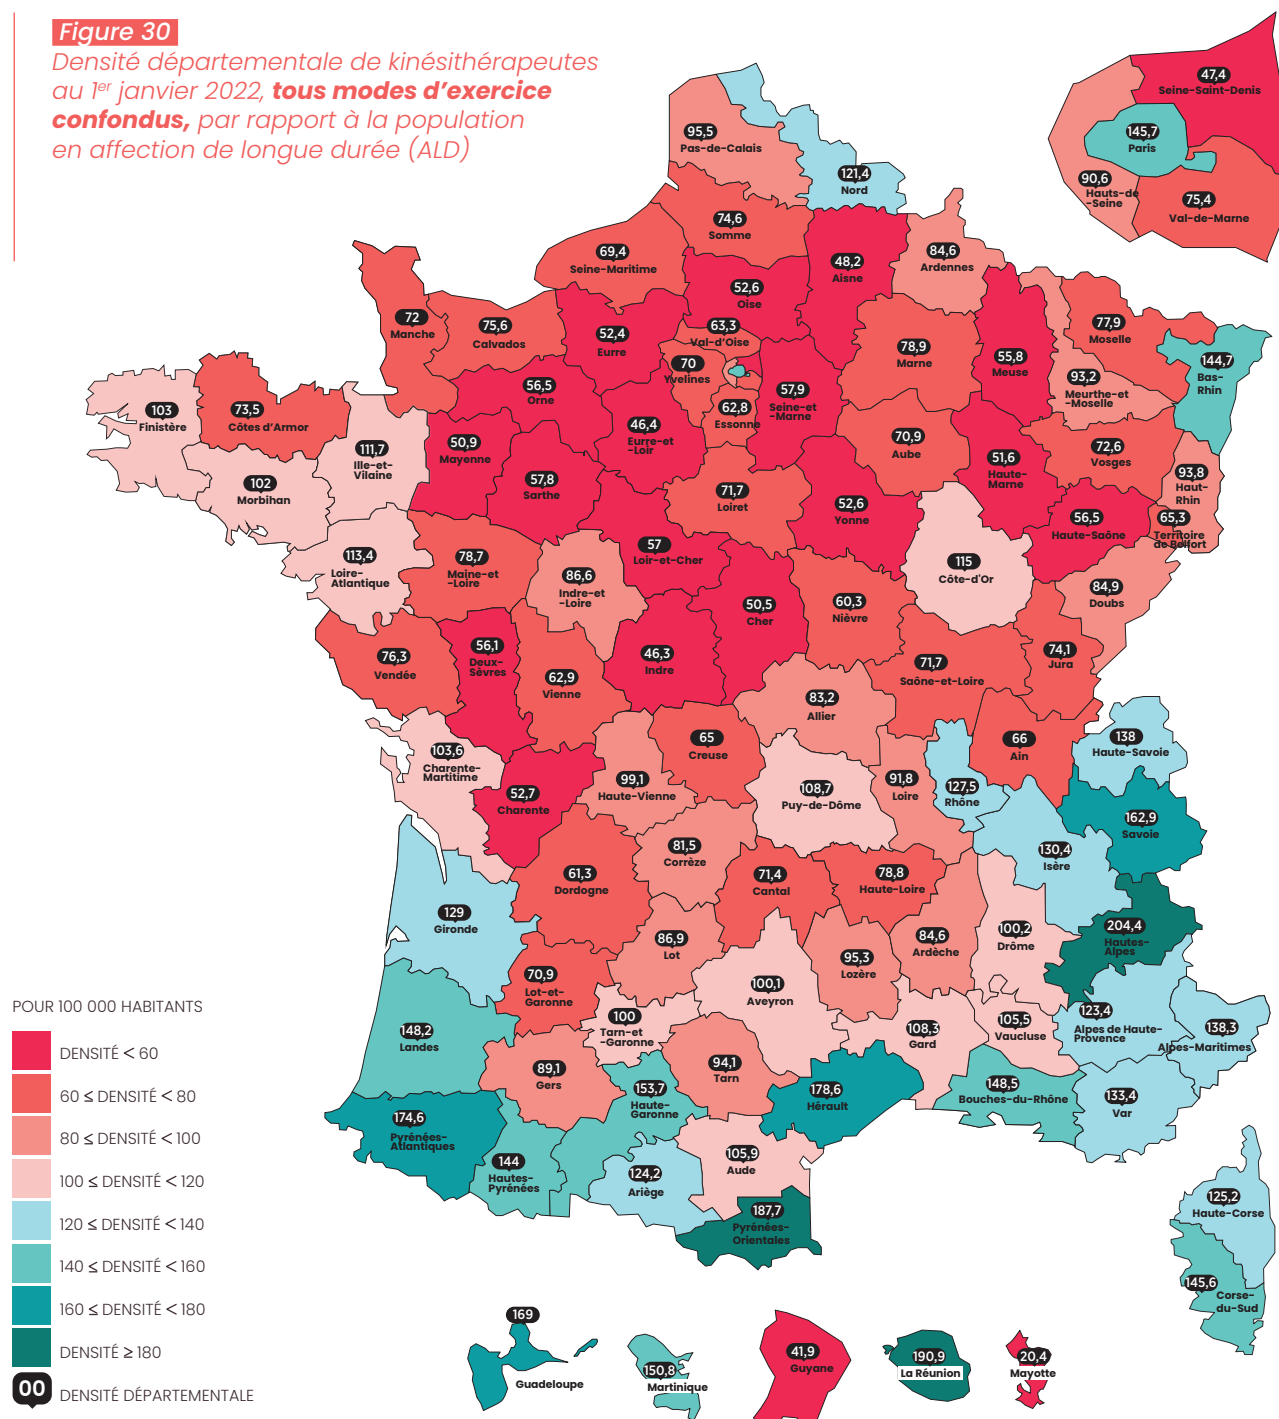 Figure 30
Densité départementale de kinésithérapeutes
au 1er janvier 2022, tous modes d'exercice
confondus, par rapport à la population
en affection de longue durée (ALD)
47,4
Seine-Saint-Denis
145,7
Paris
90,6
Hauts-de
-Seine
75,4
Val-de-Marne
95,5
Pas-de-Calais
121,4
Nord
74,6
Somme
69,4
Seine-Maritime
48,2
Aisne
84,6
Ardennes
52,6
Oise
72
Manche
75,6
Calvados
52,4
Eurre
63,3
Val-d'Oise
78,9
Marne
55,8
Meuse
77,9
Moselle
144,7
Bas-
Rhin
70
Yvelines
93,2
Meurthe-et
-Moselle
56,5
Orne
57,9
Seine-et
-Marne
62,8
Essonne
103
Finistère
73,5
Côtes d'Armor
111,7
Ille-et-
Vilaine
50,9
Mayenne
46,4
Eurre-et
-Loir
70,9
Aube
51,6
Haute-
Marne
72,6
Vosges
93,8
Haut-
Rhin
102
Morbihan
57,8
Sarthe
71,7
Loiret
52,6
Yonne
56,5
Haute-Saône
65,3
Territoire
de Belfort
113,4
Loire-
Atlantique
78,7
Maine-et
-Loire
86,6
Indre-et
-Loire
57
Loir-et-Cher
115
Côte-d'Or
84,9
Doubs
50,5
Cher
60,3
Nièvre
76,3
Vendée
56,1
Deux-
Sèvres
62,9
Vienne
46,3
Indre
71,7
Saône-et-Loire
74,1
Jura
83,2
Allier
103,6
Charente-
Martitime
52,7
Charente
99,1
Haute-Vienne
65
Creuse
108,7
Puy-de-Dôme
91,8
Loire
127,5
Rhône
66
Ain
138
Haute-Savoie
162,9
Savoie
130,4
Isère
81,5
Corrèze
61,3
Dordogne
71,4
Cantal
78,8
Haute-Loire
129
Gironde
86,9
Lot
95,3
Lozère
84,6
Ardèche
100,2
Drôme
204,4
Hautes-
Alpes
70,9
Lot-et-
Garonne
100,1
Aveyron
100
Tarn-et
-Garonne
108,3
Gard
105,5
Vaucluse
123,4
Alpes de Haute-
Provence
138,3
Alpes-Maritimes
148,2
Landes
89,1
Gers
153,7
Haute-
Garonne
94,1
Tarn
178,6
Hérault
148,5
Bouches-du-Rhône
133,4
Var
174,6
Pyrénées-
Atlantiques
144
Hautes-
Pyrénées
124,2
Ariège
105,9
Aude
187,7
Pyrénées-
Orientales
125,2
Haute-Corse
145,6
Corse-
du-Sud
POUR 100 000 HABITANTS
DENSITÉ < 60
60 ≤ DENSITÉ < 80
80 ≤ DENSITÉ < 100
100 ≤ DENSITÉ < 120
120 ≤ DENSITÉ < 140
140 ≤ DENSITÉ < 160
160 ≤ DENSITÉ < 180
DENSITÉ ≥ 180
00 DENSITÉ DÉPARTEMENTALE
169
Guadeloupe
150,8
Martinique
41,9
Guyane
190,9
La Réunion
20,4
Mayotte